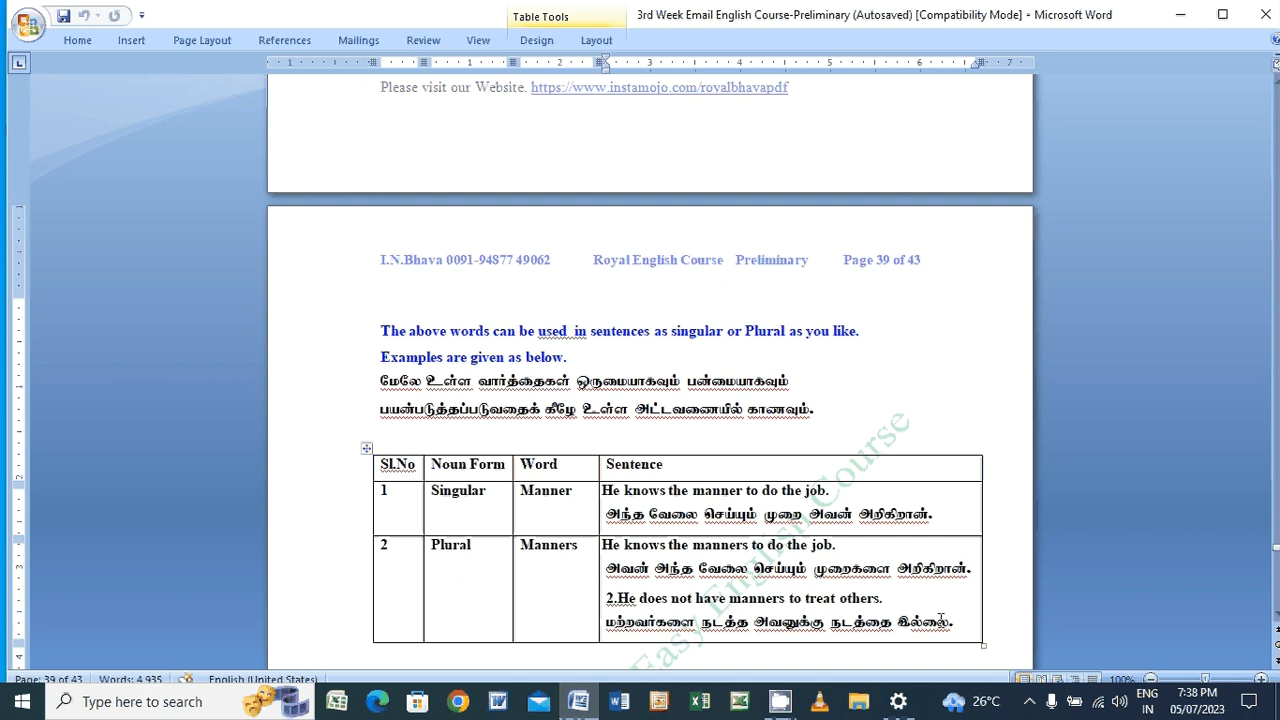 Table Tools
3rd Week Email English Course-Preliminary (Autosaved) [Compatibility Mode] - Microsoft Word
Home Insert Page Layout References Mailings Review View Design Layout
Please visit our Website. https://www.instamojo.com/royalbhavapdf
I.N.Bhava 0091-94877 49062 Royal English Course Preliminary Page 39 of 43
The above words can be used in sentences as singular or Plural as you like.
Examples are given as below.
மேலே உள்ள வார்த்தைகள் ஒருமையாகவும் பன்மையாகவும்
பயன்படுத்தப்படுவதைக் கீழே உள்ள அட்டவணையில் காணவும்.
Sl.No Noun Form Word Sentence
1 Singular Manner He knows the manner to do the job.
அந்த வேலை செய்யும் முறை அவன் அறிகிறான்.
2 Plural Manners He knows the manners to do the job.
அவன் அந்த வேலை செய்யும் முறைகளை அறிகிறான்.
2.He does not have manners to treat others.
மற்றவர்களை நடத்த அவனுக்கு நடத்தை இல்லை.
Easy English Course
Page: 39 of 43 Words: 4,935 English (United States) 100%
Type here to search
26°C
ENG
IN
7:38 PM
05/07/2023